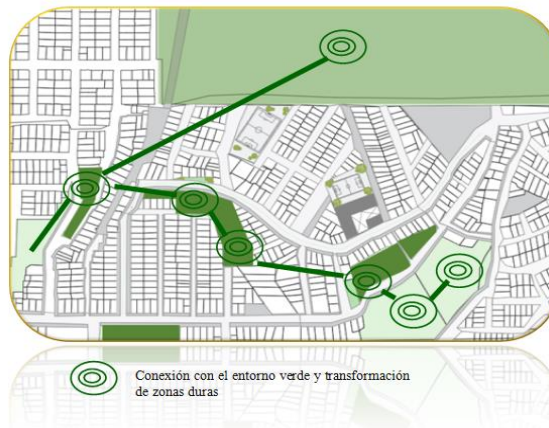 Conexión con el entorno verde y transformación
de zonas duras